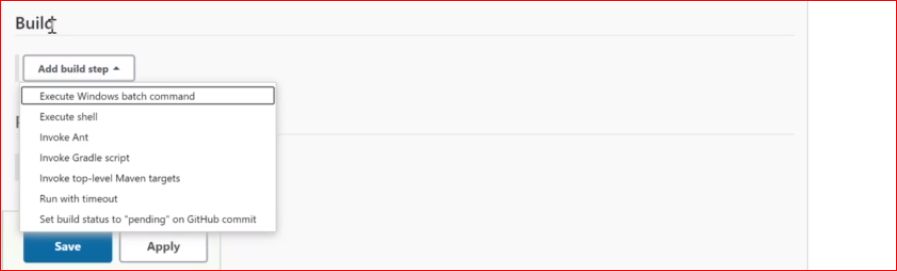 Build
Add build step
Execute Windows batch command
Execute shell
Invoke Ant
Invoke Gradle script
Invoke top-level Maven targets
Run with timeout
Set build status to "pending" on GitHub commit
Save
Apply